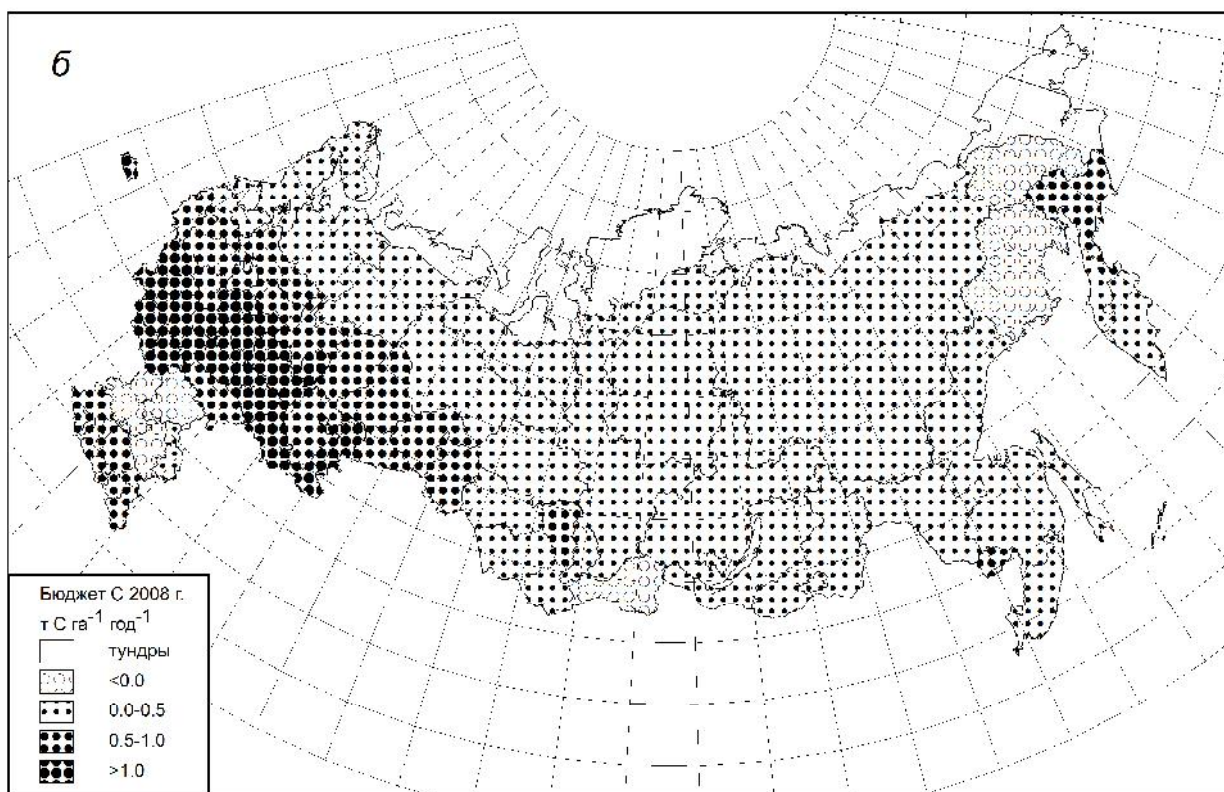 б
Бюджет С 2008 г.
т С га⁻¹ год⁻¹
тундры
<0.0
0.0-0.5
0.5-1.0
>1.0